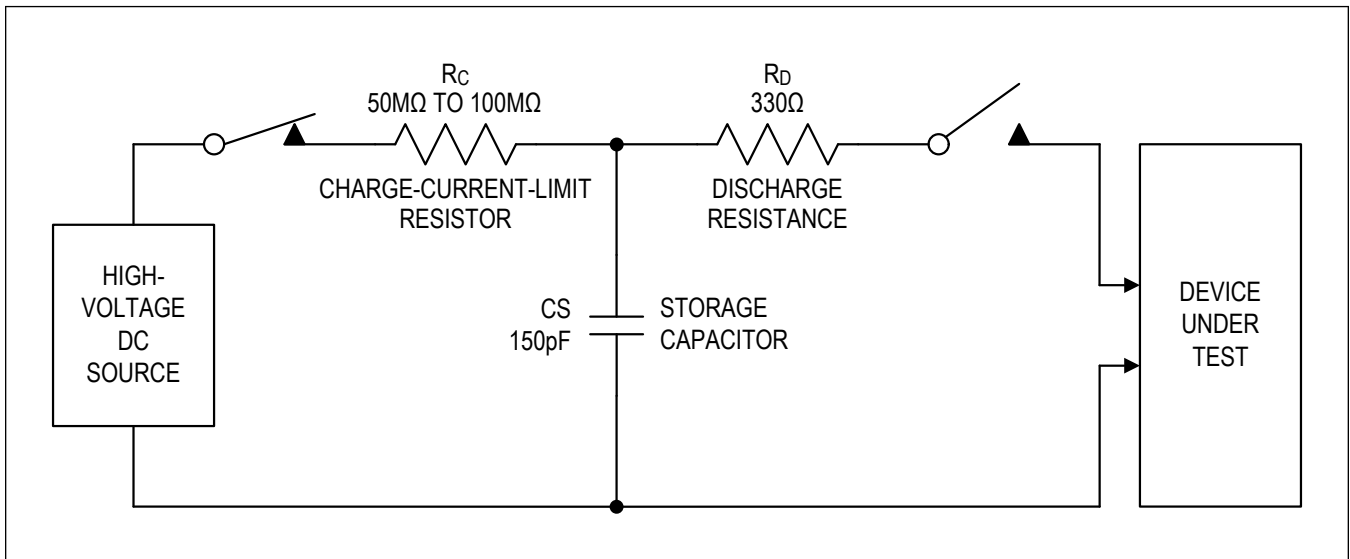 RC
50MΩ TO 100MΩ
CHARGE-CURRENT-LIMIT
RESISTOR
RD
330Ω
DISCHARGE
RESISTANCE
HIGH-
VOLTAGE
DC
SOURCE
CS
150pF
STORAGE
CAPACITOR
DEVICE
UNDER
TEST